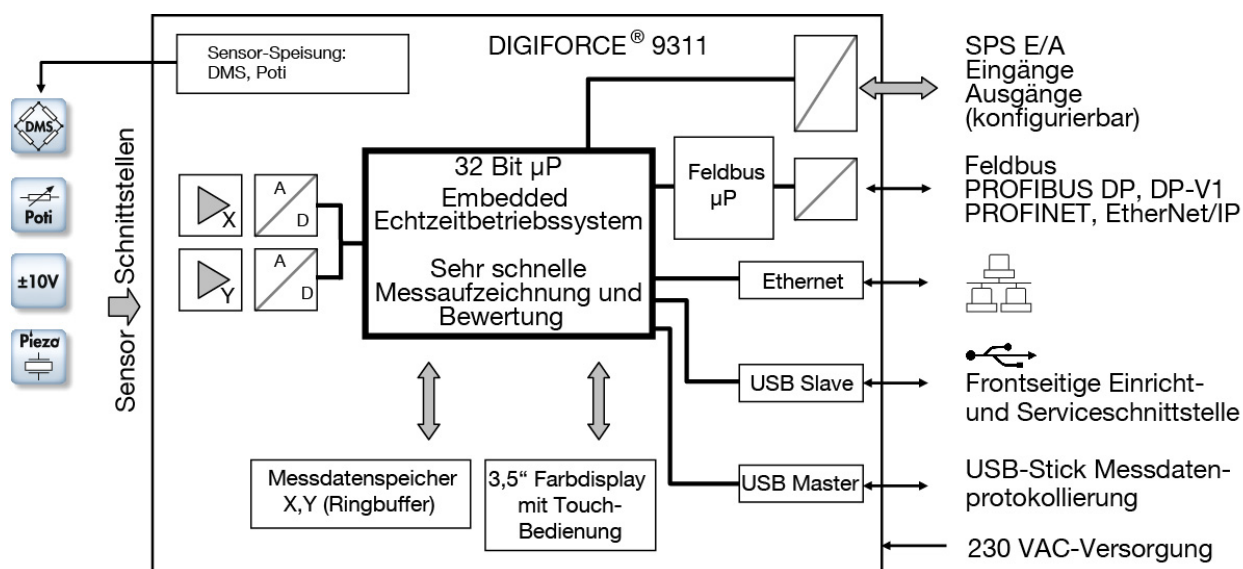 DIGIFORCE® 9311
Sensor-Speisung:
DMS, Poti
DMS
Poti
±10V
Piezo
Sensor Schnittstellen
X
A
D
Y
A
D
32 Bit µP
Embedded
Echtzeitbetriebssystem
Sehr schnelle
Messaufzeichnung und
Bewertung
Feldbus
µP
Ethernet
USB Slave
USB Master
Messdatenspeicher
X,Y (Ringbuffer)
3,5“ Farbdisplay
mit Touch-
Bedienung
SPS E/A
Eingänge
Ausgänge
(konfigurierbar)
Feldbus
PROFIBUS DP, DP-V1
PROFINET, EtherNet/IP
Frontseitige Einricht-
und Serviceschnittstelle
USB-Stick Messdaten-
protokollierung
230 VAC-Versorgung